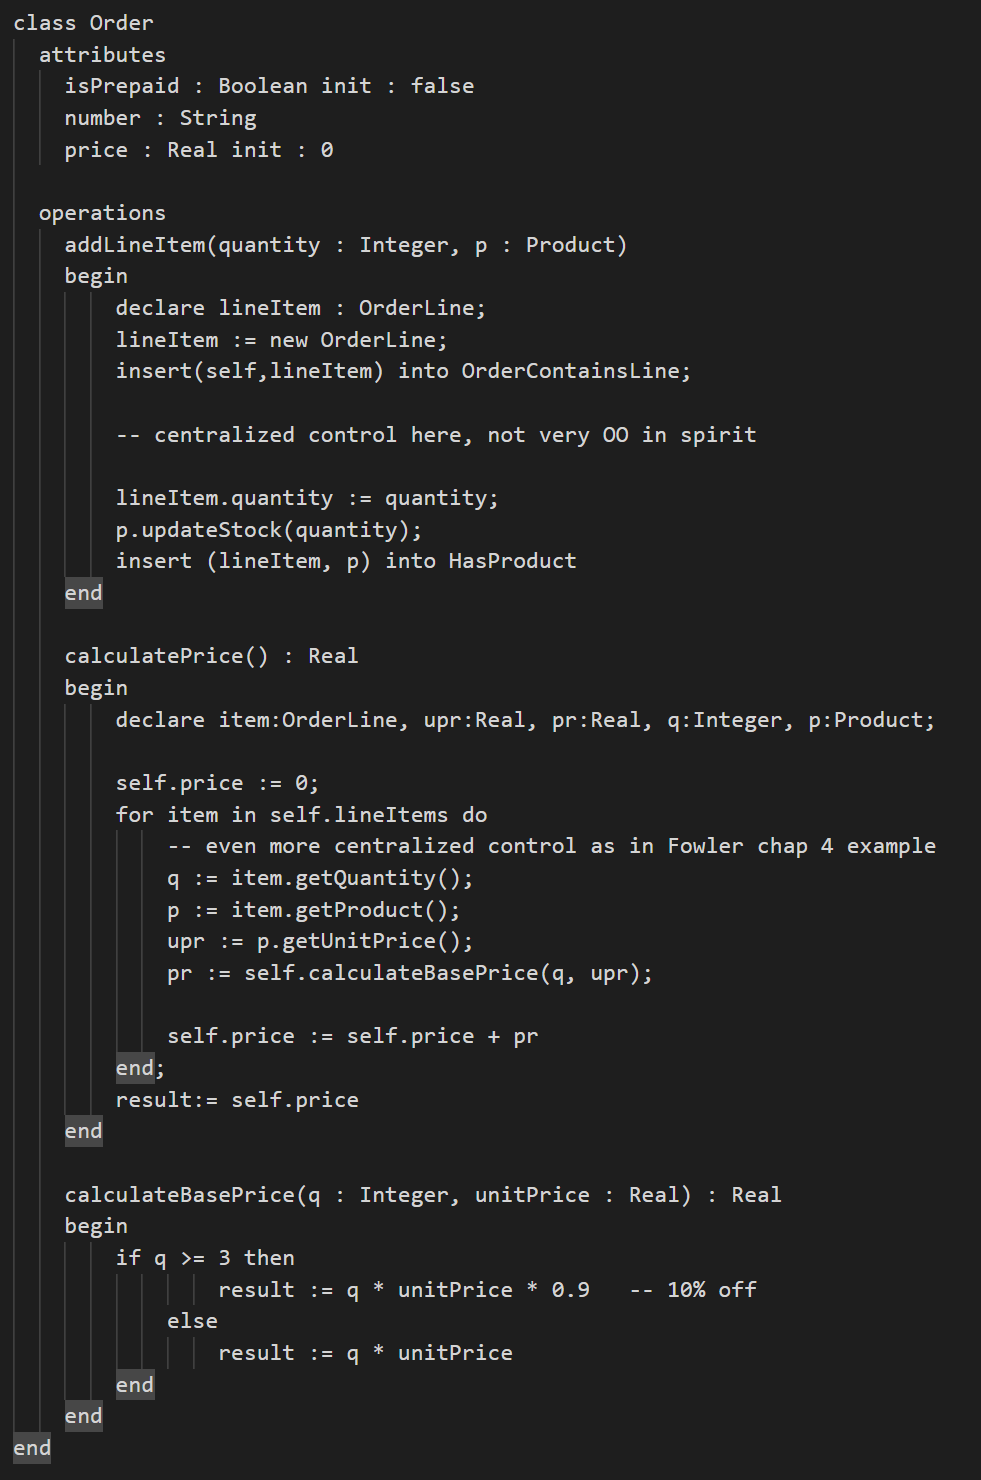 class Order
attributes
isPrepaid : Boolean init : false
number : String
price : Real init : 0
operations
addLineItem(quantity : Integer, p : Product)
begin
declare lineItem : OrderLine;
lineItem := new OrderLine;
insert(self,lineItem) into OrderContainsLine;
-- centralized control here, not very OO in spirit
lineItem.quantity := quantity;
p.updateStock(quantity);
insert (lineItem, p) into HasProduct
end
calculatePrice() : Real
begin
declare item:OrderLine, upr:Real, pr:Real, q:Integer, p:Product;
self.price := 0;
for item in self.lineItems do
-- even more centralized control as in Fowler chap 4 example
q := item.getQuantity();
p := item.getProduct();
upr := p.getUnitPrice();
pr := self.calculateBasePrice(q, upr);
self.price := self.price + pr
end;
result:= self.price
end
calculateBasePrice(q : Integer, unitPrice : Real) : Real
begin
if q >= 3 then
result := q * unitPrice * 0.9   -- 10% off
else
result := q * unitPrice
end
end
end